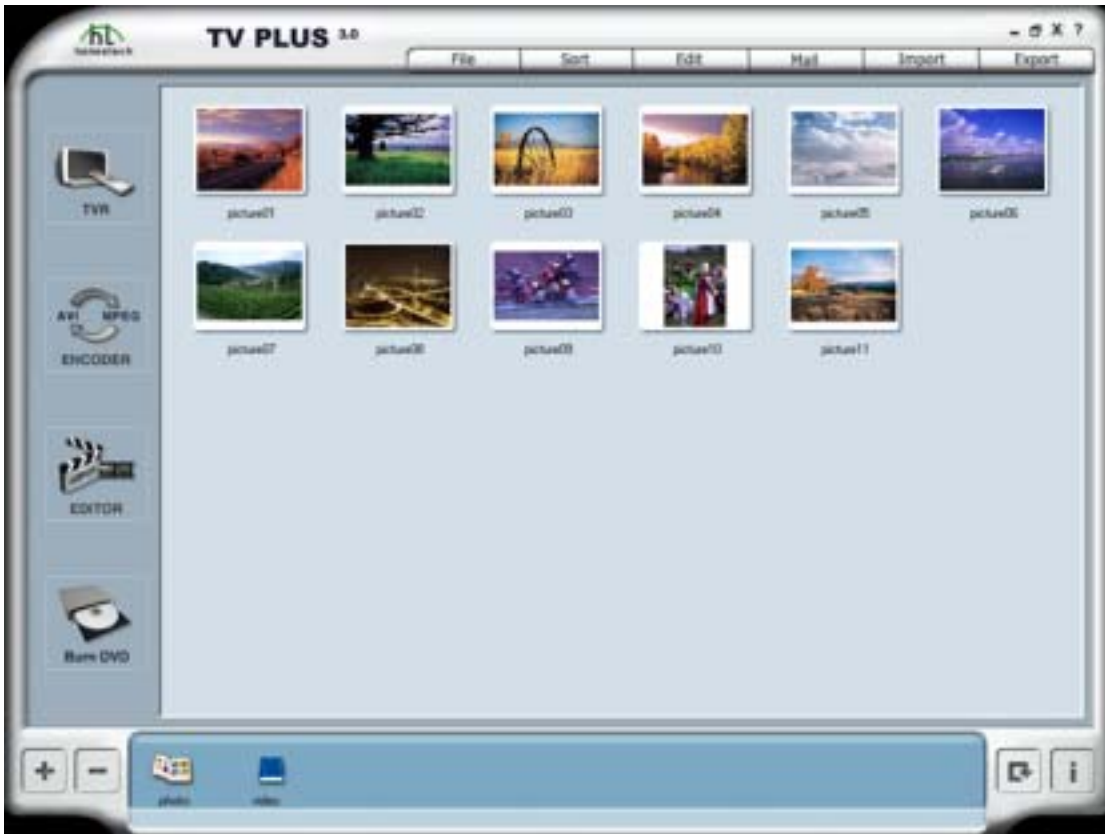 honestech
TV PLUS 3.0
- X ?
File Sort Edit Mail Import Export
TVR
AVI MPEG
ENCODER
EDITOR
Burn DVD
picture01 picture02 picture03 picture04 picture05 picture06
picture07 picture08 picture09 picture10 picture11
+ -
photo video
i